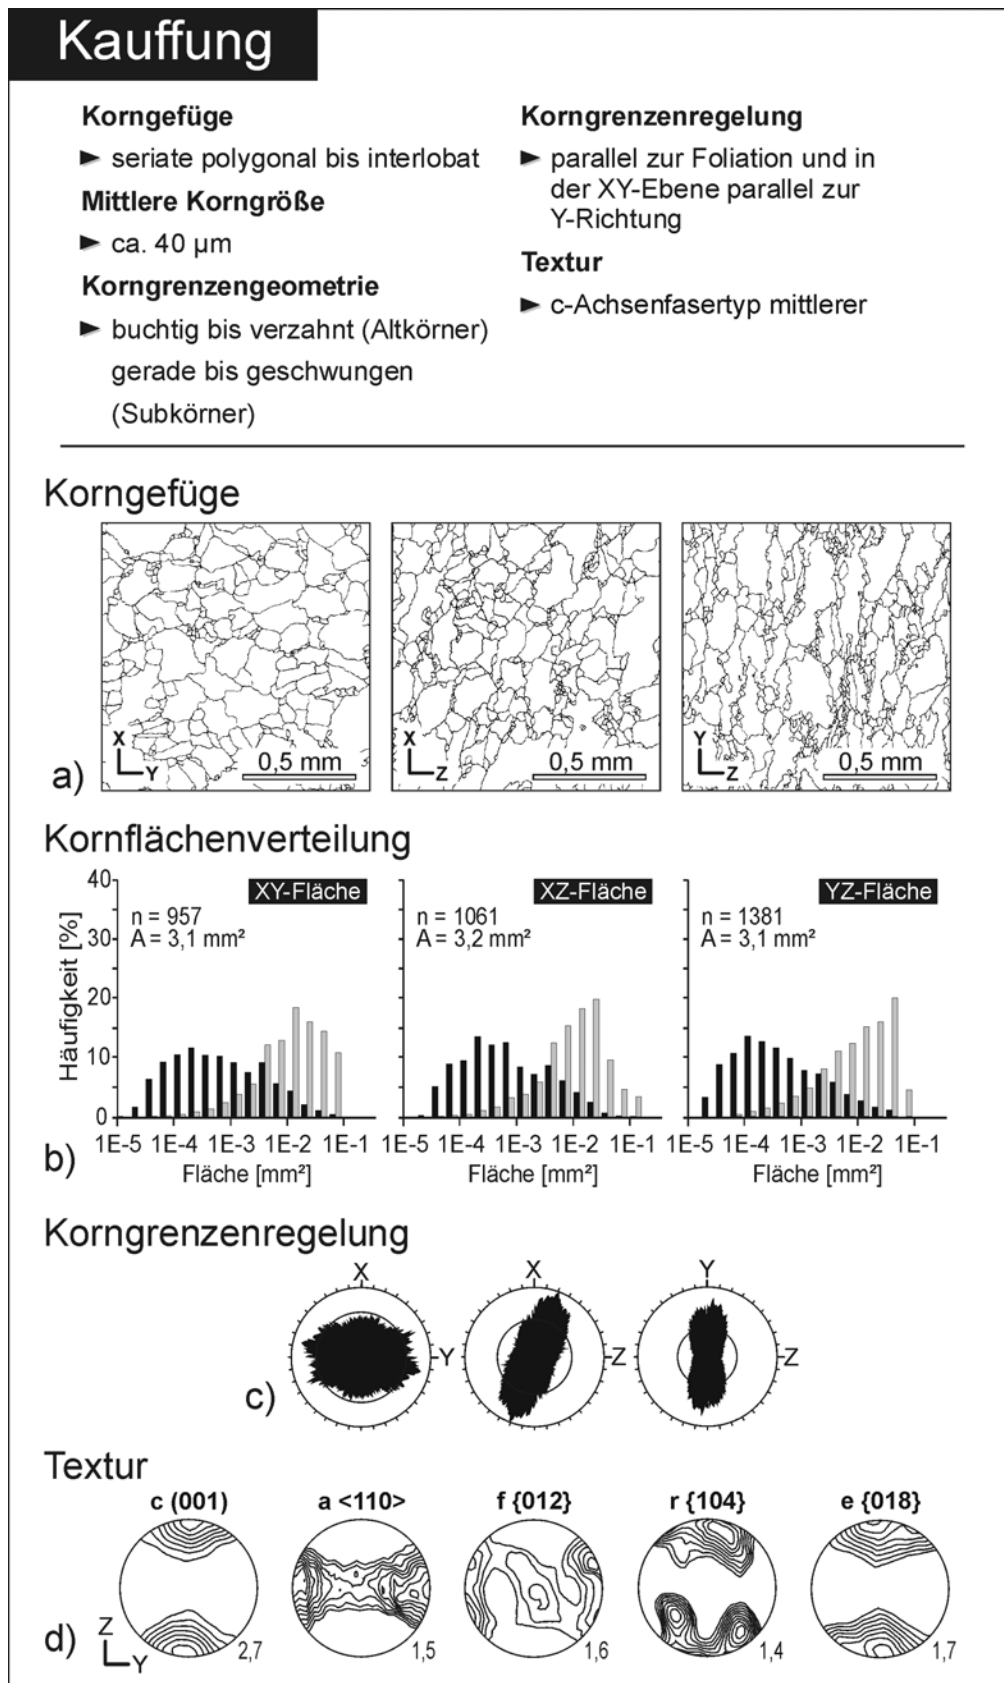 Kauffung
Korngefüge
► seriate polygonal bis interlobat
Mittlere Korngröße
► ca. 40 µm
Korngrenzengeometrie
► buchtig bis verzahnt (Altkörner)
gerade bis geschwungen
(Subkörner)
Korngrenzenregelung
► parallel zur Foliation und in
der XY-Ebene parallel zur
Y-Richtung
Textur
► c-Achsenfasertyp mittlerer
Korngefüge
a)
X
Y
0,5 mm
X
Z
0,5 mm
Y
Z
0,5 mm
Kornflächenverteilung
b)
Häufigkeit [%]
40
30
20
10
0
XY-Fläche
n = 957
A = 3,1 mm²
1E-5 1E-4 1E-3 1E-2 1E-1
Fläche [mm²]
XZ-Fläche
n = 1061
A = 3,2 mm²
1E-5 1E-4 1E-3 1E-2 1E-1
Fläche [mm²]
YZ-Fläche
n = 1381
A = 3,1 mm²
1E-5 1E-4 1E-3 1E-2 1E-1
Fläche [mm²]
Korngrenzenregelung
c)
X
Y
X
Z
Y
Z
Textur
c (001) a <110> f {012} r {104} e {018}
d)
Z
Y
2,7 1,5 1,6 1,4 1,7